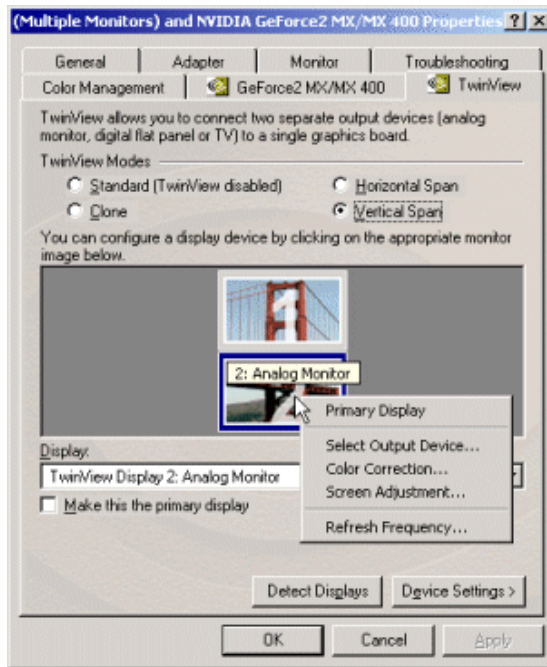 (Multiple Monitors) and NVIDIA GeForce2 MX/MX 400 Properties ? X
General Adapter Monitor Troubleshooting
Color Management GeForce2 MX/MX 400 TwinView
TwinView allows you to connect two separate output devices (analog
monitor, digital flat panel or TV) to a single graphics board.
TwinView Modes
Standard (TwinView disabled) Horizontal Span
Clone Vertical Span
You can configure a display device by clicking on the appropriate monitor
image below.
1
2: Analog Monitor
2
Primary Display
Select Output Device...
Color Correction...
Screen Adjustment...
Refresh Frequency...
Display:
TwinView Display 2: Analog Monitor
Make this the primary display
Detect Displays Device Settings >
OK Cancel Apply